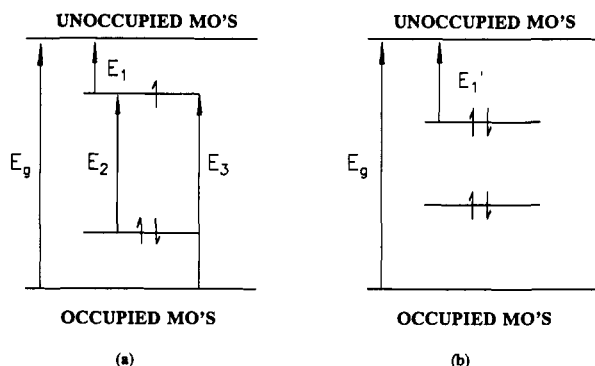 UNOCCUPIED MO'S
E1
Eg
E2
E3
OCCUPIED MO'S
(a)
UNOCCUPIED MO'S
E1'
Eg
OCCUPIED MO'S
(b)